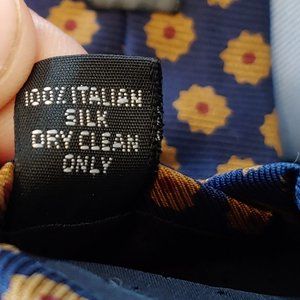 100% ITALIAN
SILK
DRY CLEAN
ONLY